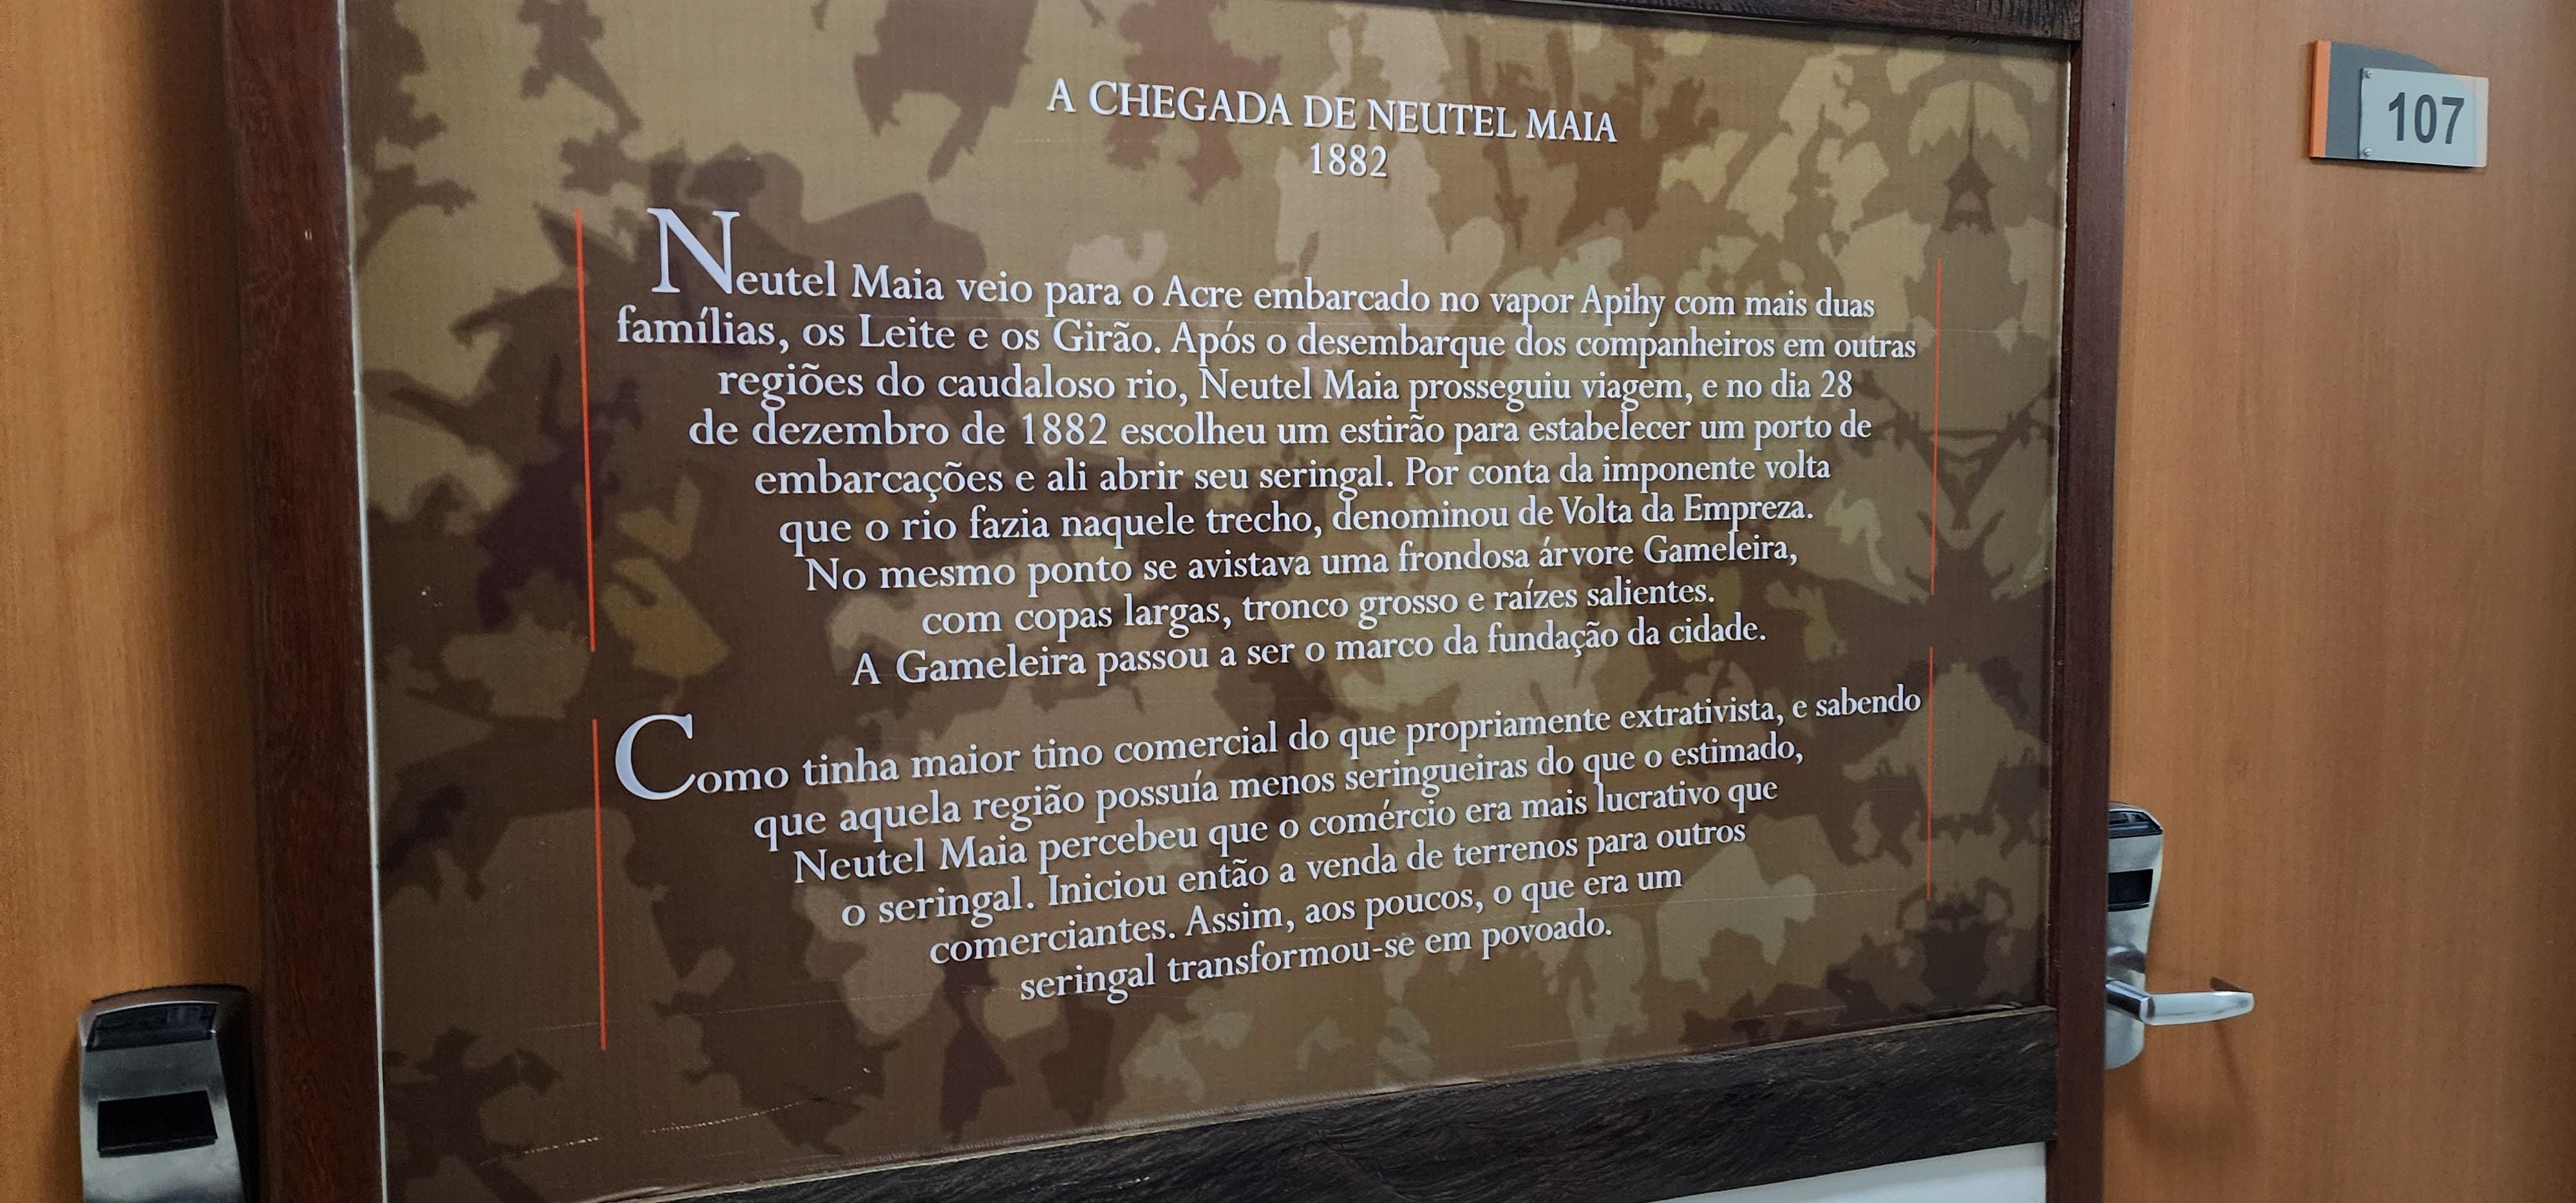 A CHEGADA DE NEUTEL MAIA
1882
Neutel Maia veio para o Acre embarcado no vapor Apihy com mais duas
famílias, os Leite e os Girão. Após o desembarque dos companheiros em outras
regiões do caudaloso rio, Neutel Maia prosseguiu viagem, e no dia 28
de dezembro de 1882 escolheu um estirão para estabelecer um porto de
embarcações e ali abrir seu seringal. Por conta da imponente volta
que o rio fazia naquele trecho, denominou de Volta da Empreza.
No mesmo ponto se avistava uma frondosa árvore Gameleira,
com copas largas, tronco grosso e raízes salientes.
A Gameleira passou a ser o marco da fundação da cidade.
Como tinha maior tino comercial do que propriamente extrativista, e sabendo
que aquela região possuía menos seringueiras do que o estimado,
Neutel Maia percebeu que o comércio era mais lucrativo que
o seringal. Iniciou então a venda de terrenos para outros
comerciantes. Assim, aos poucos, o que era um
seringal transformou-se em povoado.
107